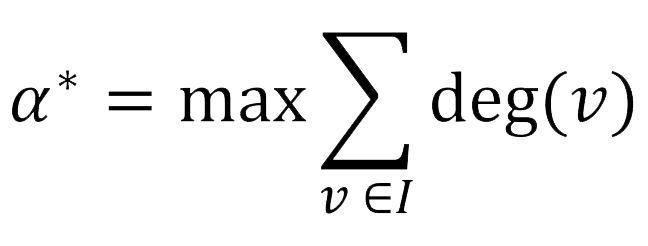 α* = max ∑ deg(v)
v ∈I